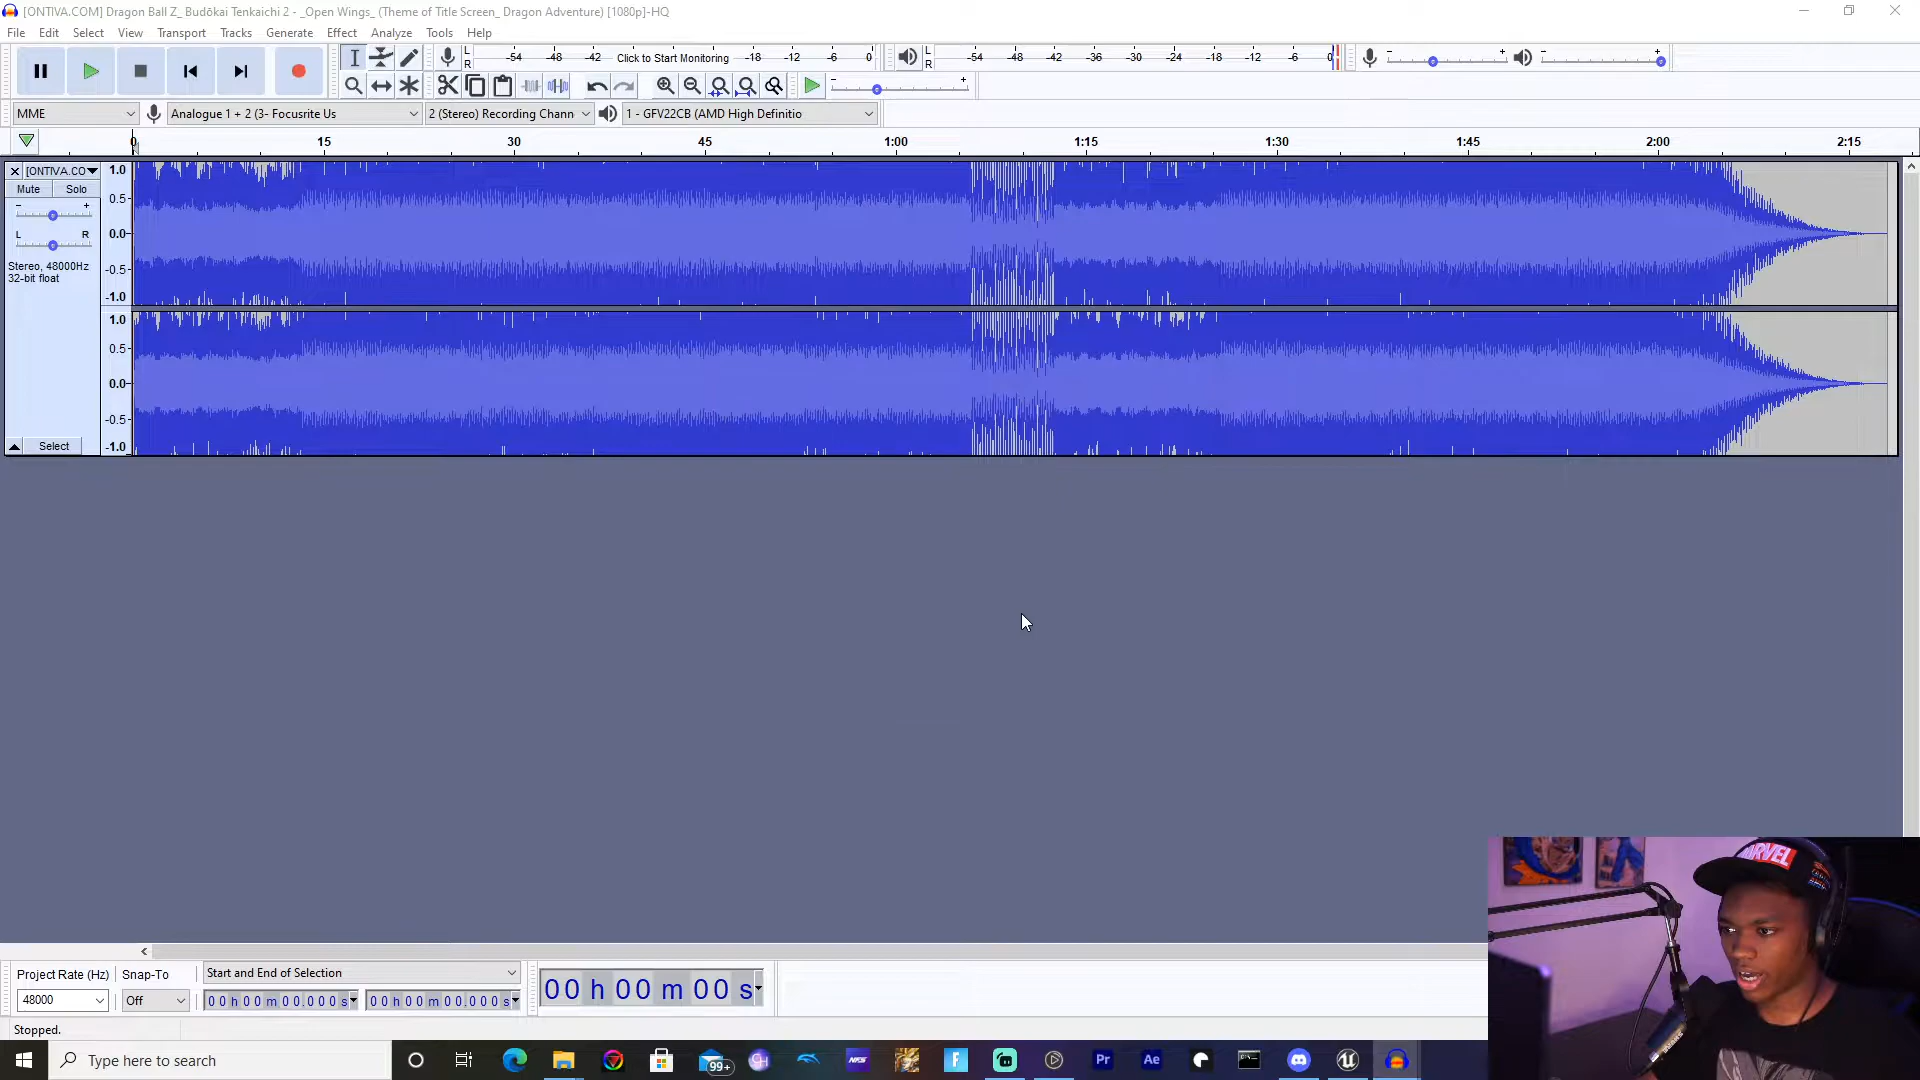 [ONTIVA.COM] Dragon Ball Z_ Budōkai Tenkaichi 2 - _Open Wings_ (Theme of Title Screen_ Dragon Adventure) [1080p]-HQ
File Edit Select View Transport Tracks Generate Effect Analyze Tools Help
L -54 -48 -42 Click to Start Monitoring -18 -12 -6 0 L -54 -48 -42 -36 -30 -24 -18 -12 -6 0 - + - +
R R
- +
MME Analogue 1 + 2 (3- Focusrite Us 2 (Stereo) Recording Chann 1 - GFV22CB (AMD High Definitio
0 15 30 45 1:00 1:15 1:30 1:45 2:00 2:15
[ONTIVA.CO 1.0
Mute Solo
- + 0.5
L R 0.0
Stereo, 48000Hz -0.5
32-bit float
-1.0
1.0
0.5
0.0
-0.5
Select -1.0
MARVEL
Project Rate (Hz) Snap-To Start and End of Selection
48000 Off 00 h 00 m 00.000 s 00 h 00 m 00.000 s 00 h 00 m 00 s
Stopped.
Type here to search 99+ CH NFS F Pr Ae